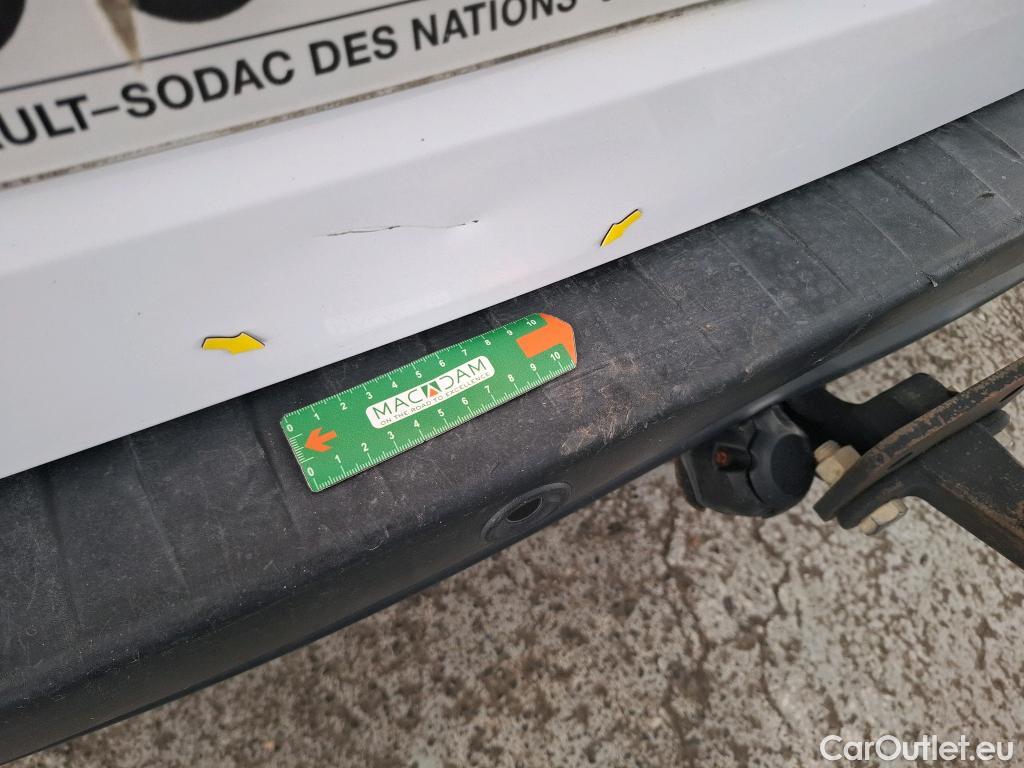 AULT–SODAC DES NATIONS
0 1 2 3 4 5 6 7 8 9 10
MACADAM
ON THE ROAD TO EXCELLENCE
0 1 2 3 4 5 6 7 8 9 10
CarOutlet.eu